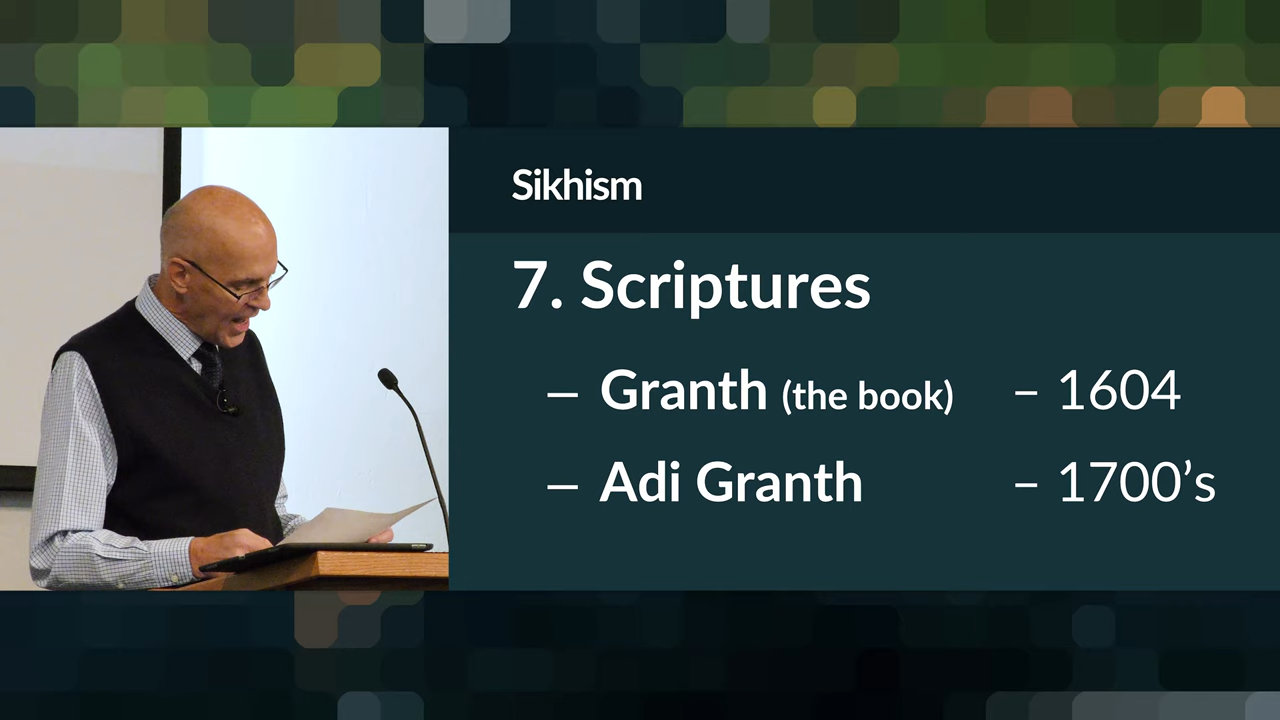 Sikhism
7. Scriptures
– Granth (the book) – 1604
– Adi Granth – 1700’s